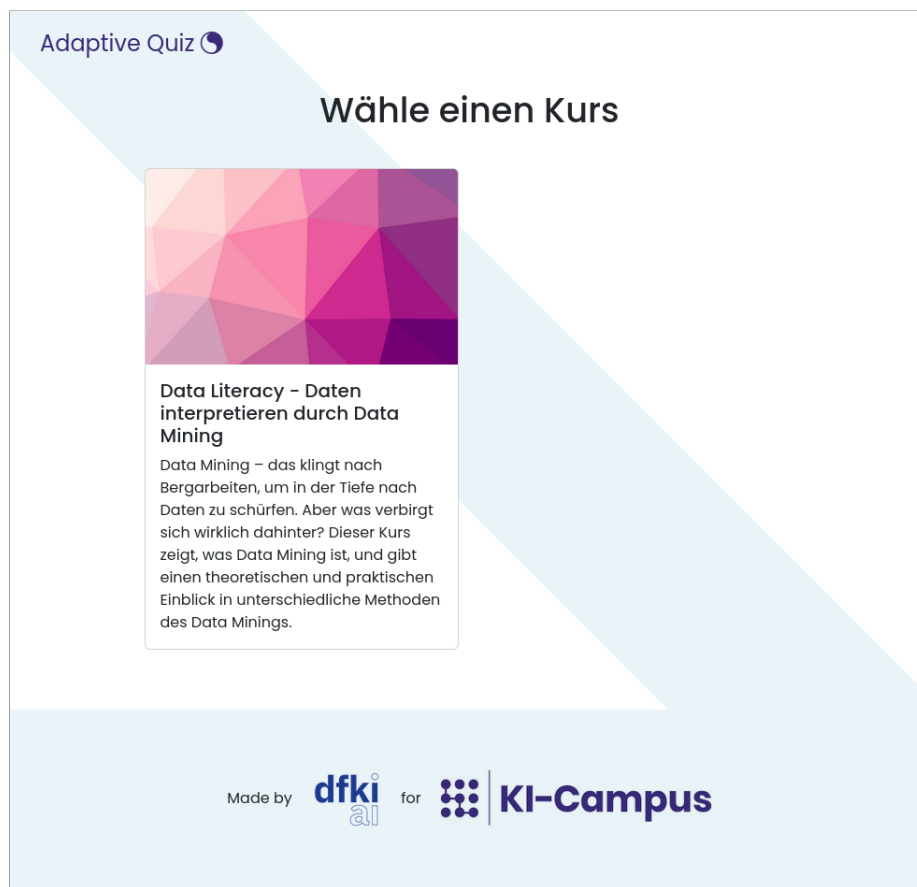 Adaptive Quiz
Wähle einen Kurs
Data Literacy - Daten
interpretieren durch Data
Mining
Data Mining – das klingt nach
Bergarbeiten, um in der Tiefe nach
Daten zu schürfen. Aber was verbirgt
sich wirklich dahinter? Dieser Kurs
zeigt, was Data Mining ist, und gibt
einen theoretischen und praktischen
Einblick in unterschiedliche Methoden
des Data Minings.
Made by dfki ai for KI-Campus